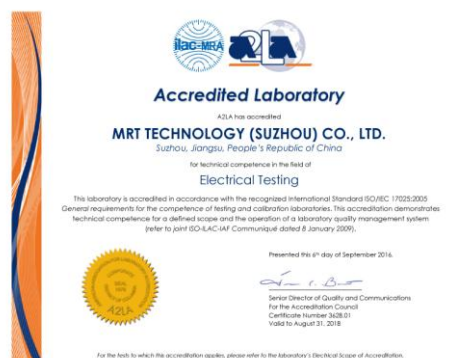 ilac-MRA
A2LA
Accredited Laboratory
A2LA has accredited
MRT TECHNOLOGY (SUZHOU) CO., LTD.
Suzhou, Jiangsu, People's Republic of China
for technical competence in the field of
Electrical Testing
This laboratory is accredited in accordance with the recognized International Standard ISO/IEC 17025:2005
General requirements for the competence of testing and calibration laboratories. This accreditation demonstrates
technical competence for a defined scope and the operation of a laboratory quality management system
(refer to joint ISO-ILAC-IAF Communiqué dated 8 January 2009).
Presented this 6th day of September 2016.
Senior Director of Quality and Communications
For the Accreditation Council
Certificate Number 3628.01
Valid to August 31, 2018
CORPORATE
SEAL
A2LA
For the tests to which this accreditation applies, please refer to the laboratory's Electrical Scope of Accreditation.